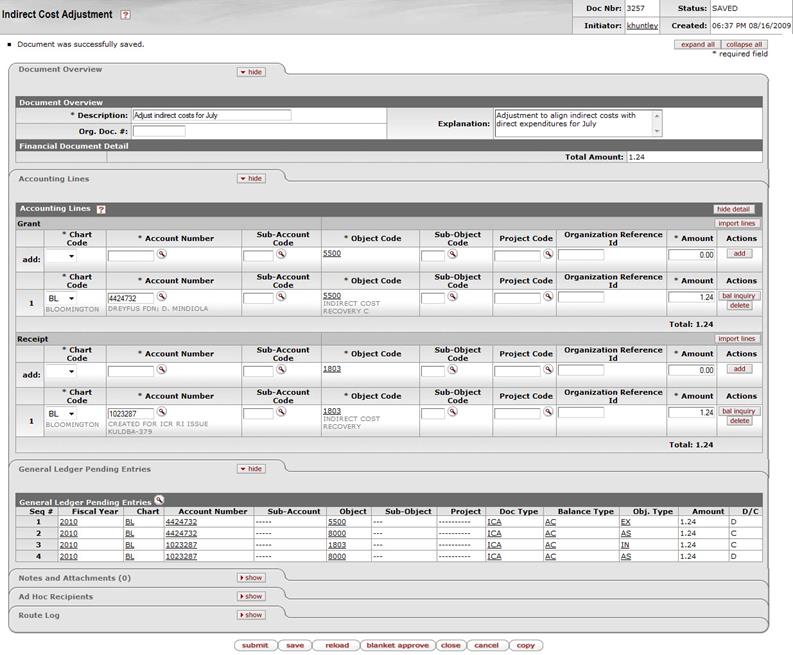 Indirect Cost Adjustment ?
Doc Nbr: 3257 Status: SAVED
Initiator: khuntley Created: 06:37 PM 08/16/2009
Document was successfully saved.
expand all collapse all
* required field
Document Overview hide
Document Overview
* Description: Adjust indirect costs for July
Explanation: Adjustment to align indirect costs with
direct expenditures for July
Org. Doc. #:
Financial Document Detail
Total Amount: 1.24
Accounting Lines hide
Accounting Lines ? hide detail
Grant import lines
* Chart Code * Account Number Sub-Account Code * Object Code Sub-Object Code Project Code Organization Reference Id * Amount Actions
add: 5500 0.00 add
* Chart Code * Account Number Sub-Account Code * Object Code Sub-Object Code Project Code Organization Reference Id * Amount Actions
1 BL 4424732 5500 1.24 bal inquiry
BLOOMINGTON DREYFUS FDN: D. MINDIOLA INDIRECT COST RECOVERY C delete
Total: 1.24
Receipt import lines
* Chart Code * Account Number Sub-Account Code * Object Code Sub-Object Code Project Code Organization Reference Id * Amount Actions
add: 1803 0.00 add
* Chart Code * Account Number Sub-Account Code * Object Code Sub-Object Code Project Code Organization Reference Id * Amount Actions
1 BL 1023287 1803 1.24 bal inquiry
BLOOMINGTON CREATED FOR ICR RI ISSUE KULDBA-379 INDIRECT COST RECOVERY delete
Total: 1.24
General Ledger Pending Entries hide
General Ledger Pending Entries
Seq # Fiscal Year Chart Account Number Sub-Account Object Sub-Object Project Doc Type Balance Type Obj. Type Amount D/C
1 2010 BL 4424732 ----- 5500 --- ---------- ICA AC EX 1.24 D
2 2010 BL 4424732 ----- 8000 --- ---------- ICA AC AS 1.24 C
3 2010 BL 1023287 ----- 1803 --- ---------- ICA AC IN 1.24 C
4 2010 BL 1023287 ----- 8000 --- ---------- ICA AC AS 1.24 D
Notes and Attachments (0) show
Ad Hoc Recipients show
Route Log show
submit save reload blanket approve close cancel copy